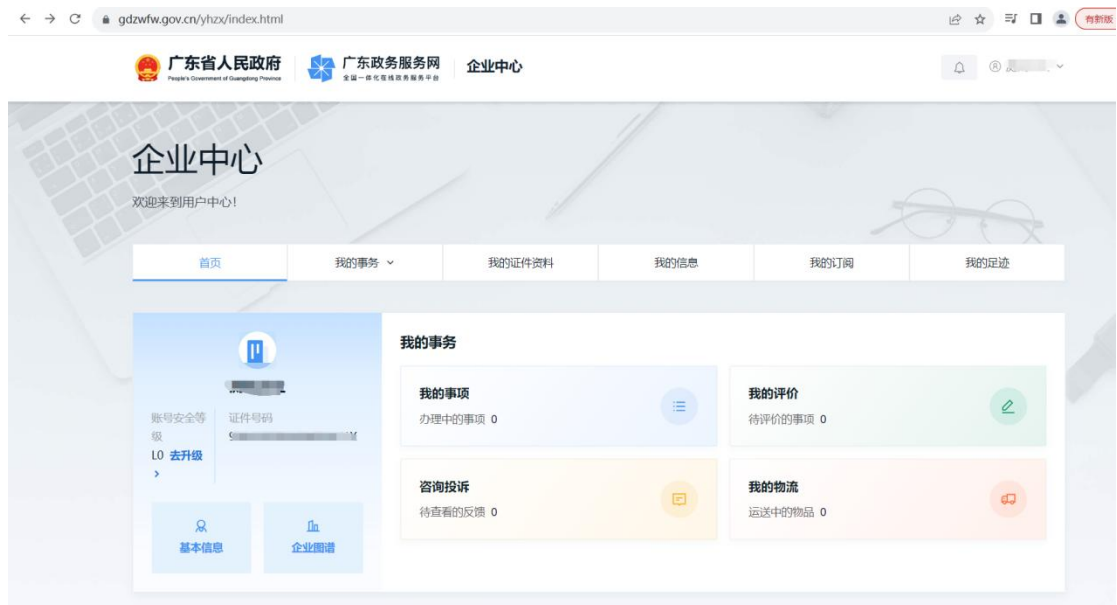 gdzwfw.gov.cn/yhzx/index.html
有新版
广东省人民政府
People's Government of Guangdong Province
广东政务服务网
全国一体化在线政务服务平台
企业中心
企业中心
欢迎来到用户中心！
首页 我的事务 我的证件资料 我的信息 我的订阅 我的足迹
账号安全等级
L0 去升级 >
证件号码
基本信息
企业图谱
我的事务
我的事项
办理中的事项 0
我的评价
待评价的事项 0
咨询投诉
待查看的反馈 0
我的物流
运送中的物品 0